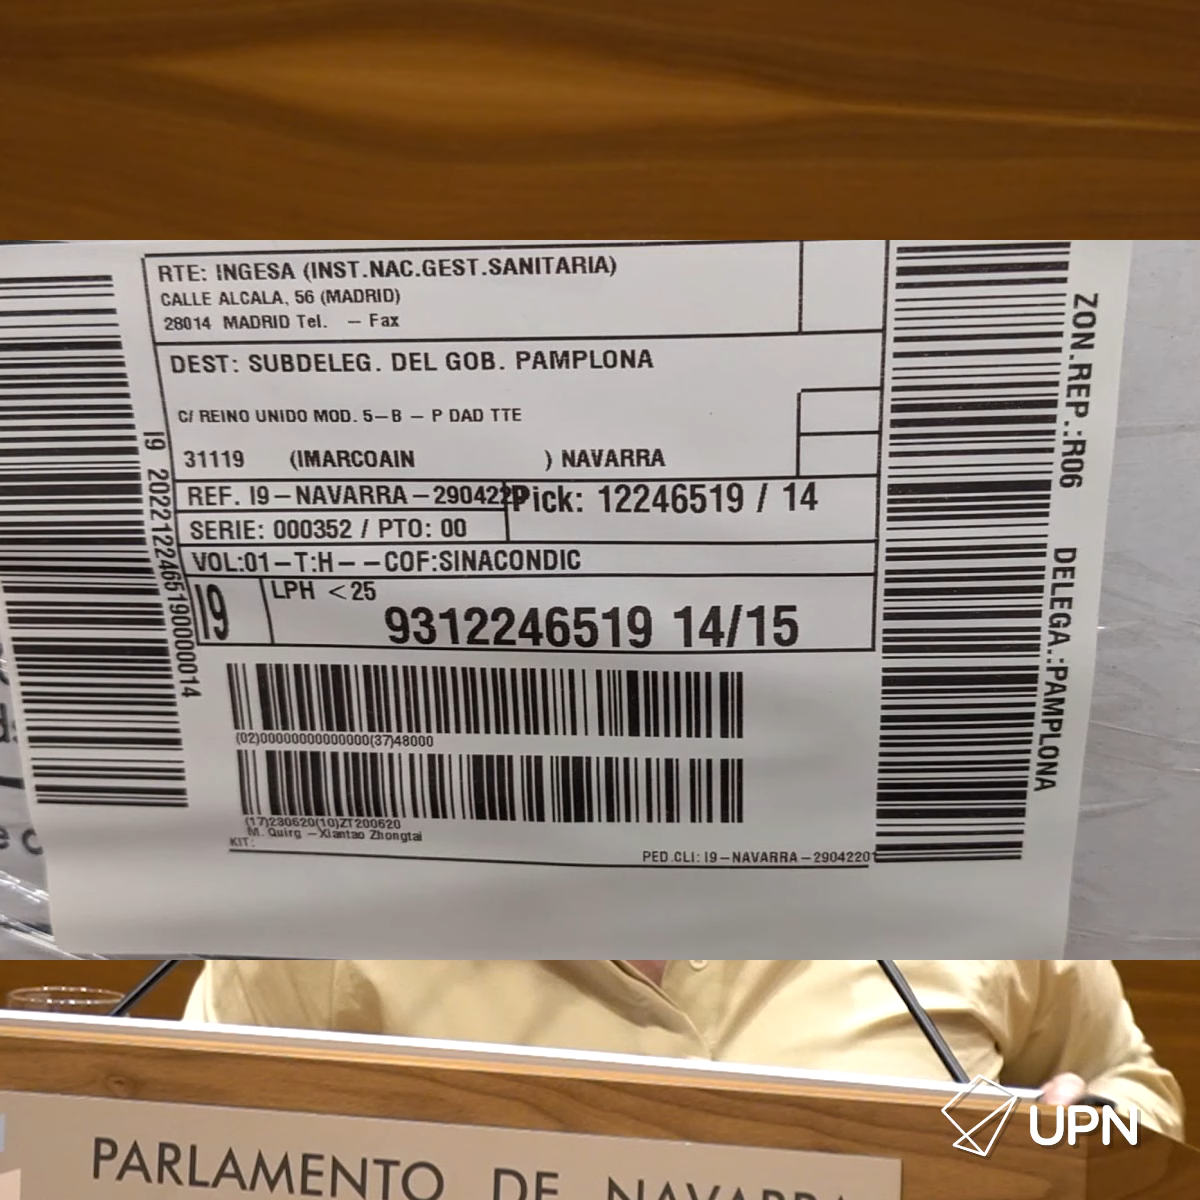 RTE: INGESA (INST.NAC.GEST.SANITARIA)
CALLE ALCALA, 56 (MADRID)
28014 MADRID Tel. - Fax
DEST: SUBDELEG. DEL GOB. PAMPLONA
C/ REINO UNIDO MOD. 5-B - P DAD TTE
31119 (IMARCOAIN ) NAVARRA
REF. I9-NAVARRA-290422 Pick: 12246519 / 14
SERIE: 000352 / PTO: 00
VOL:01-T:H--COF:SINACONDIC
I9 LPH <25
9312246519 14/15
(02)00000000000000(37)48000
(17)230620(10)ZT200620
M. Quirg -Xiantao Zhongtai
KIT:
PED.CLI: I9-NAVARRA-29042201
I9 20221224651900000014
ZON.REP.:R06 DELEGA.:PAMPLONA
UPN
PARLAMENTO DE NAVARRA